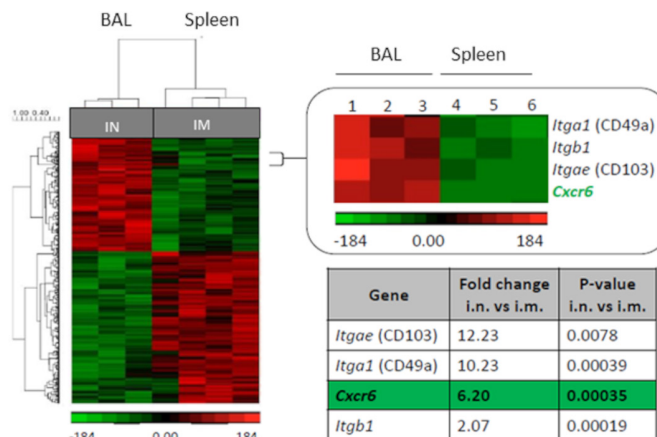 BAL Spleen
1.00 0.40
IN IM
-184 0.00 184
BAL Spleen
1 2 3 4 5 6
Itga1 (CD49a)
Itgb1
Itgae (CD103)
Cxcr6
-184 0.00 184
Gene Fold change i.n. vs i.m. P-value i.n. vs i.m.
Itgae (CD103) 12.23 0.0078
Itga1 (CD49a) 10.23 0.00039
Cxcr6 6.20 0.00035
Itgb1 2.07 0.00019